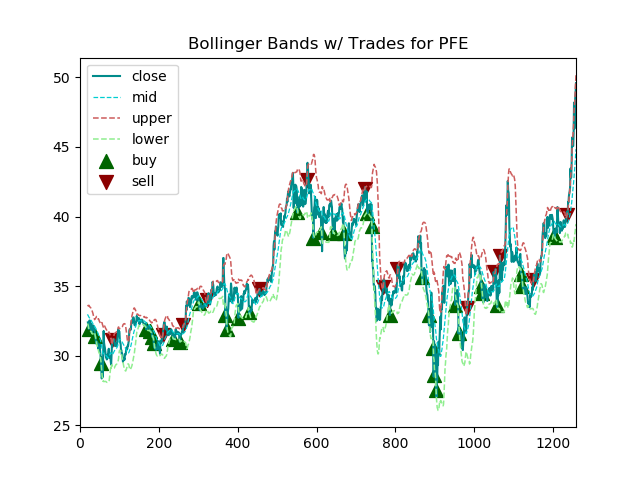 Bollinger Bands w/ Trades for PFE
close
mid
upper
lower
buy
sell
50
45
40
35
30
25
0 200 400 600 800 1000 1200